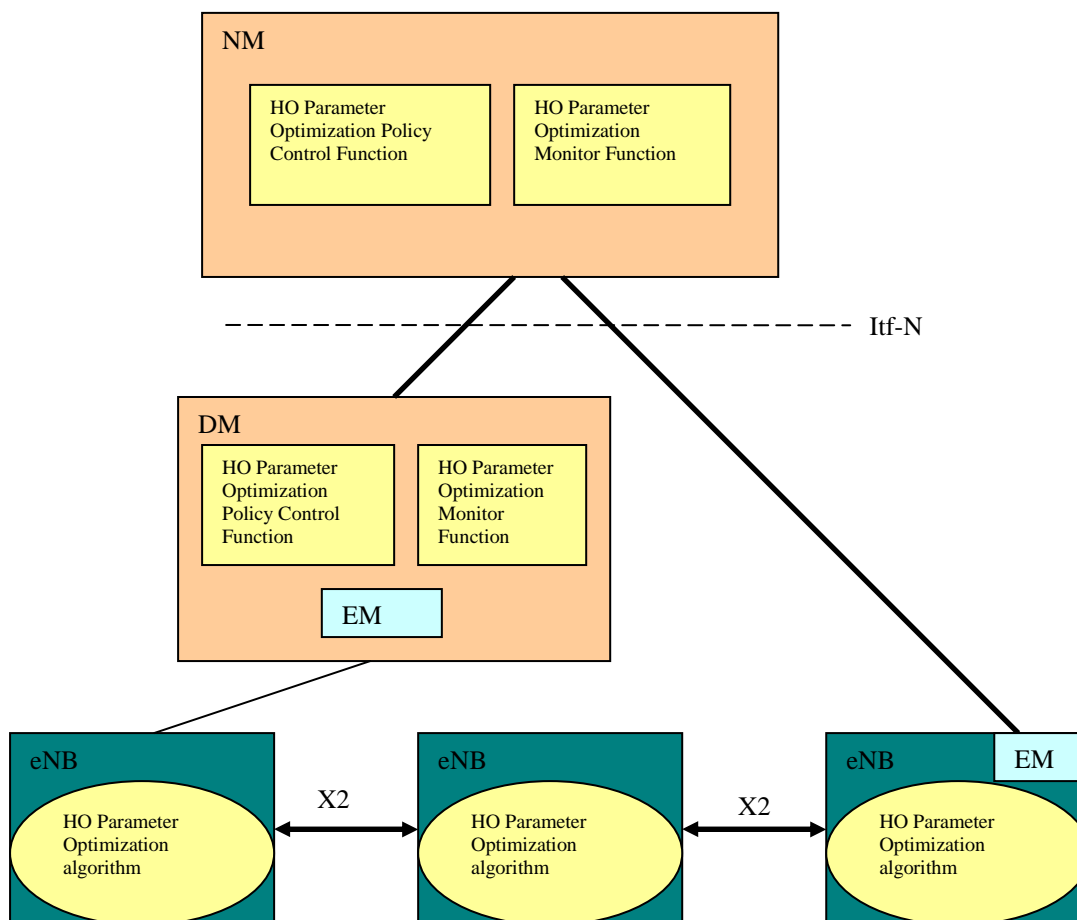 NM
HO Parameter
Optimization Policy
Control Function
HO Parameter
Optimization
Monitor Function
Itf-N
DM
HO Parameter
Optimization
Policy Control
Function
HO Parameter
Optimization
Monitor
Function
EM
eNB
HO Parameter
Optimization
algorithm
X2
eNB
HO Parameter
Optimization
algorithm
X2
eNB
EM
HO Parameter
Optimization
algorithm